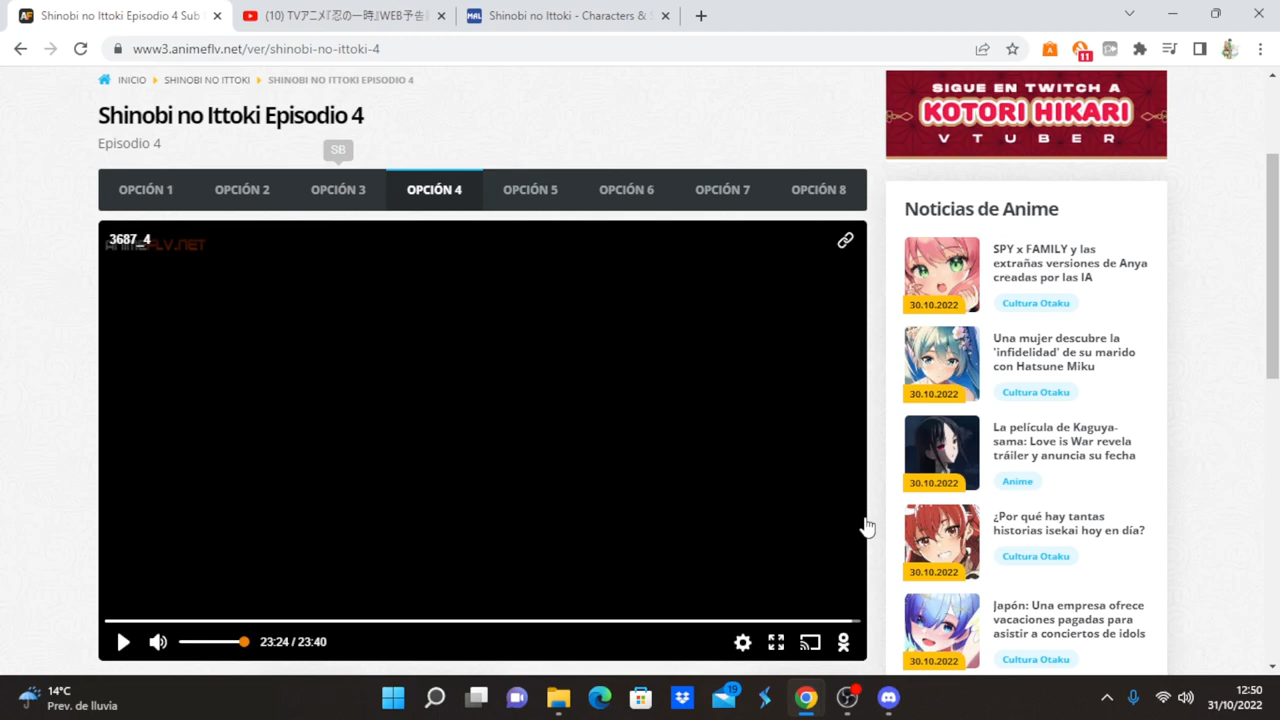 Shinobi no Ittoki Episodio 4 Sub
(10) TVアニメ『忍の一時』WEB予告
MAL
Shinobi no Ittoki - Characters & S
www3.animeflv.net/ver/shinobi-no-ittoki-4
11
INICIO
SHINOBI NO ITTOKI
SHINOBI NO ITTOKI EPISODIO 4
Shinobi no Ittoki Episodio 4
Episodio 4
SB
OPCIÓN 1
OPCIÓN 2
OPCIÓN 3
OPCIÓN 4
OPCIÓN 5
OPCIÓN 6
OPCIÓN 7
OPCIÓN 8
3687_4
ANIMEFLV.NET
23:24 / 23:40
SIGUE EN TWITCH A
KOTORI HIKARI
VTUBER
Noticias de Anime
SPY x FAMILY y las
extrañas versiones de Anya
creadas por las IA
30.10.2022
Cultura Otaku
Una mujer descubre la
'infidelidad' de su marido
con Hatsune Miku
30.10.2022
Cultura Otaku
La película de Kaguya-
sama: Love is War revela
tráiler y anuncia su fecha
30.10.2022
Anime
¿Por qué hay tantas
historias isekai hoy en día?
30.10.2022
Cultura Otaku
Japón: Una empresa ofrece
vacaciones pagadas para
asistir a conciertos de idols
30.10.2022
Cultura Otaku
14°C
Prev. de lluvia
19
12:50
31/10/2022